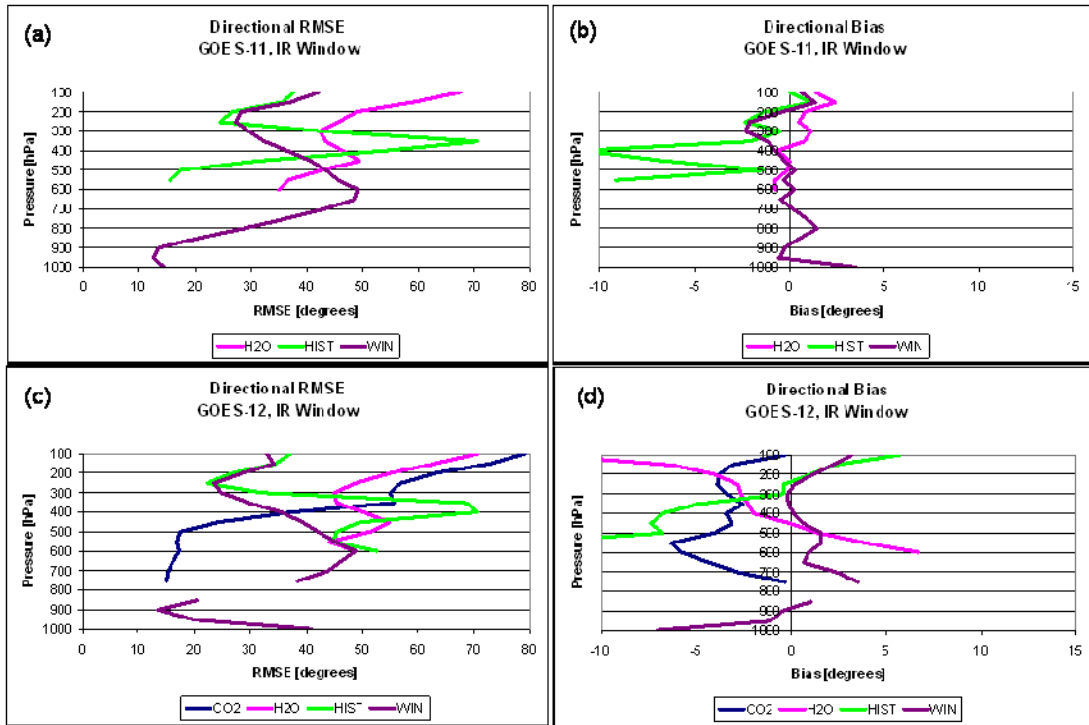 (a)
Directional RMSE
GOES-11, IR Window
Pressure [hPa]
100
200
300
400
500
600
700
800
900
1000
0 10 20 30 40 50 60 70 80
RMSE [degrees]
H2O HIST WIN
(b)
Directional Bias
GOES-11, IR Window
Pressure [hPa]
100
200
300
400
500
600
700
800
900
1000
-10 -5 0 5 10 15
Bias [degrees]
H2O HIST WIN
(c)
Directional RMSE
GOES-12, IR Window
Pressure [hPa]
100
200
300
400
500
600
700
800
900
1000
0 10 20 30 40 50 60 70 80
RMSE [degrees]
CO2 H2O HIST WIN
(d)
Directional Bias
GOES-12, IR Window
Pressure [hPa]
100
200
300
400
500
600
700
800
900
1000
-10 -5 0 5 10 15
Bias [degrees]
CO2 H2O HIST WIN